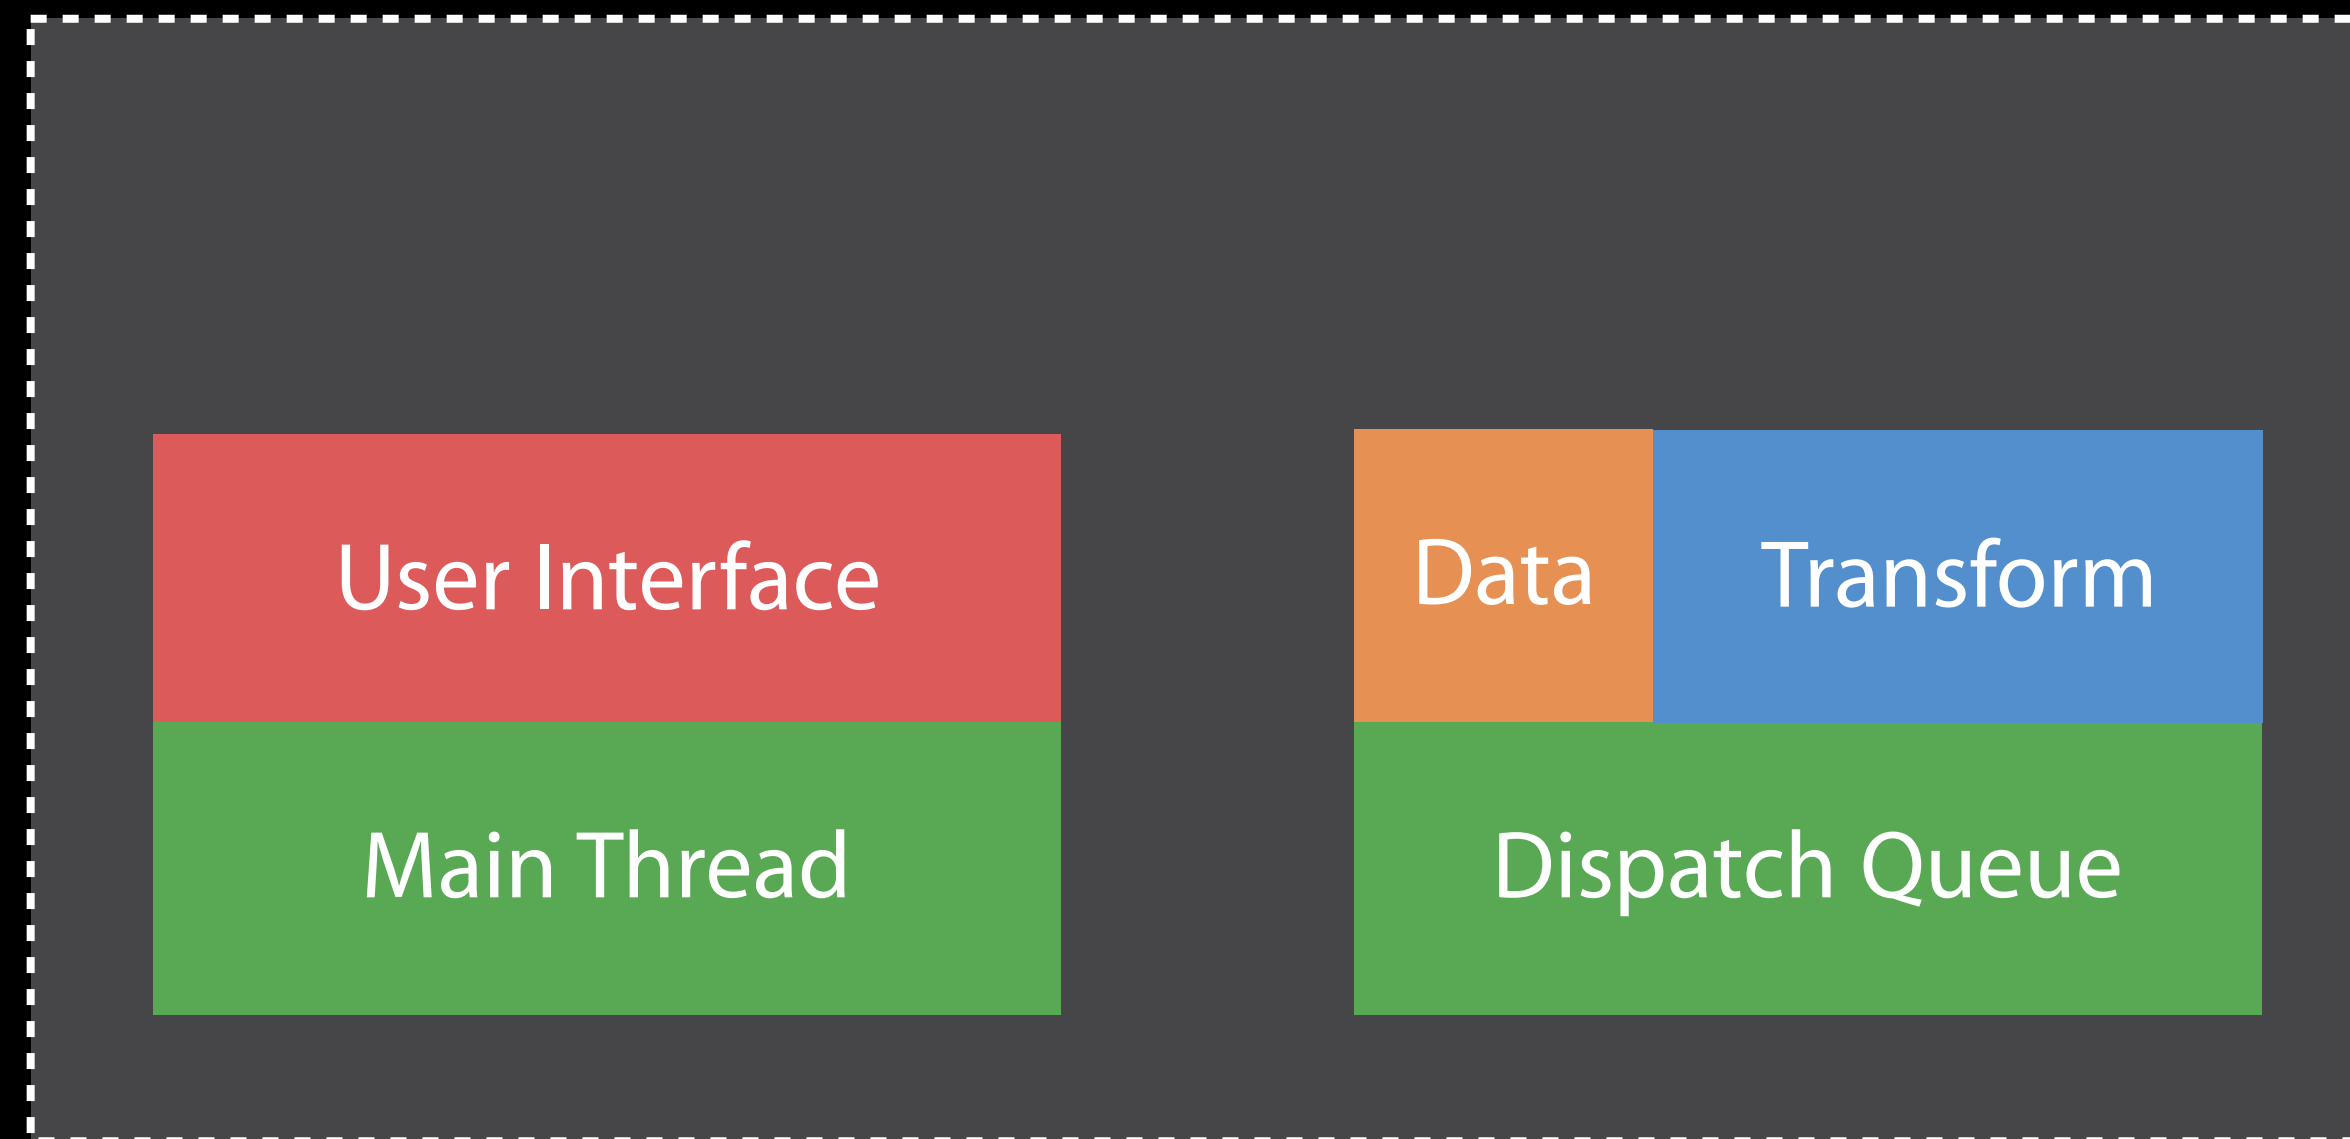 User Interface
Main Thread
Data
Transform
Dispatch Queue